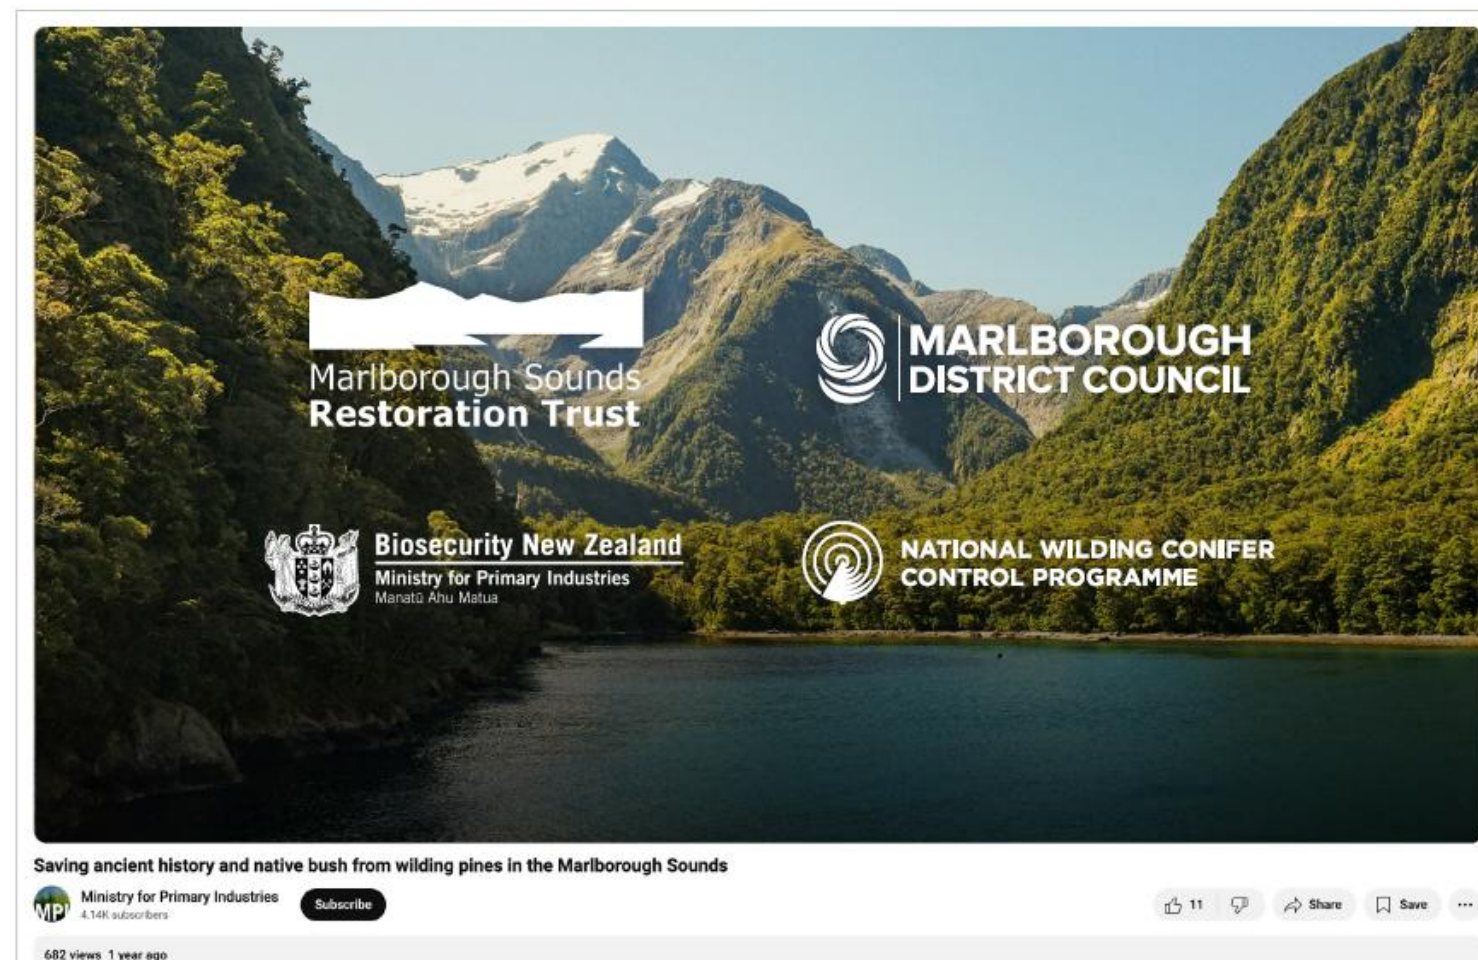 Marlborough Sounds
Restoration Trust
MARLBOROUGH
DISTRICT COUNCIL
Biosecurity New Zealand
Ministry for Primary Industries
Manatū Ahu Matua
NATIONAL WILDING CONIFER
CONTROL PROGRAMME
Saving ancient history and native bush from wilding pines in the Marlborough Sounds
MPI
Ministry for Primary Industries
4.14K subscribers
Subscribe
11
Share
Save
682 views 1 year ago